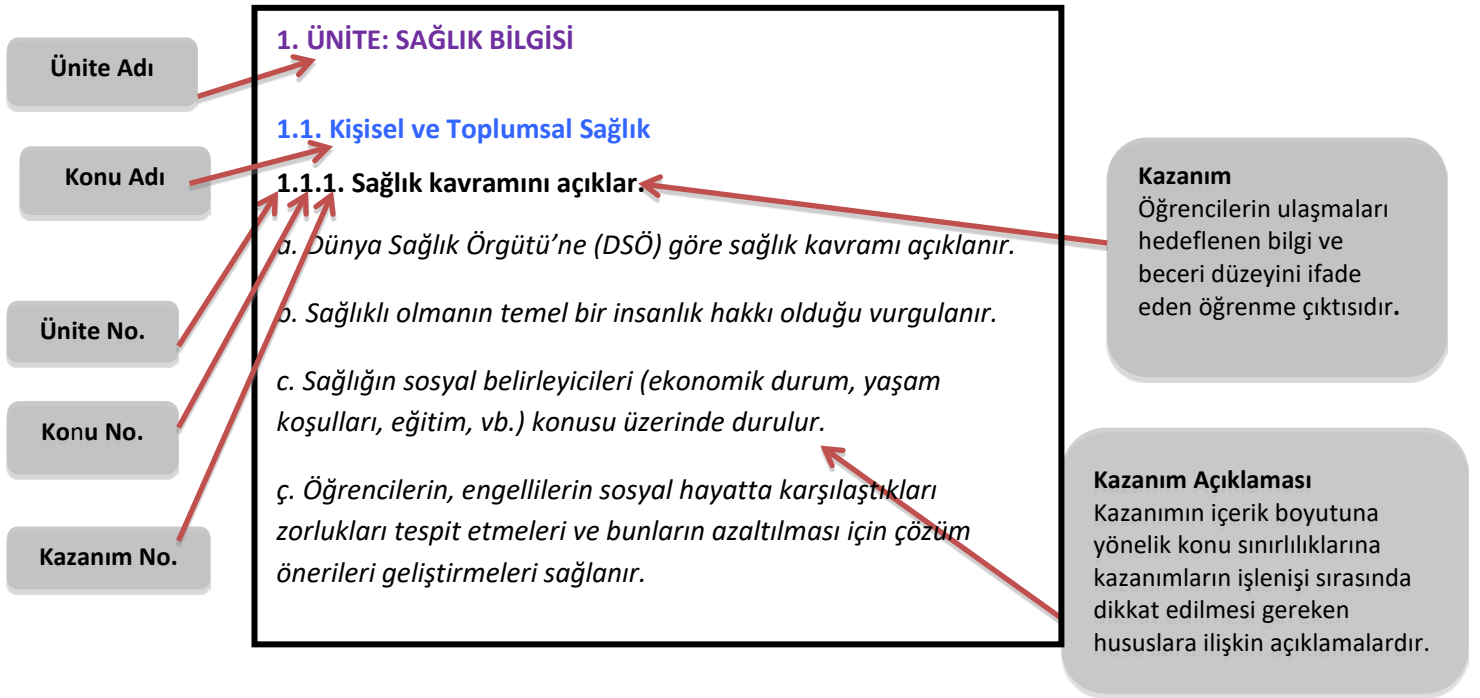 Ünite Adı
Konu Adı
Ünite No.
Konu No.
Kazanım No.
1. ÜNİTE: SAĞLIK BİLGİSİ
1.1. Kişisel ve Toplumsal Sağlık
1.1.1. Sağlık kavramını açıklar.
a. Dünya Sağlık Örgütü’ne (DSÖ) göre sağlık kavramı açıklanır.
b. Sağlıklı olmanın temel bir insanlık hakkı olduğu vurgulanır.
c. Sağlığın sosyal belirleyicileri (ekonomik durum, yaşam
koşulları, eğitim, vb.) konusu üzerinde durulur.
ç. Öğrencilerin, engellilerin sosyal hayatta karşılaştıkları
zorlukları tespit etmeleri ve bunların azaltılması için çözüm
önerileri geliştirmeleri sağlanır.
Kazanım
Öğrencilerin ulaşmaları
hedeflenen bilgi ve
beceri düzeyini ifade
eden öğrenme çıktısıdır.
Kazanım Açıklaması
Kazanımın içerik boyutuna
yönelik konu sınırlılıklarına
kazanımların işlenişi sırasında
dikkat edilmesi gereken
hususlara ilişkin açıklamalardır.